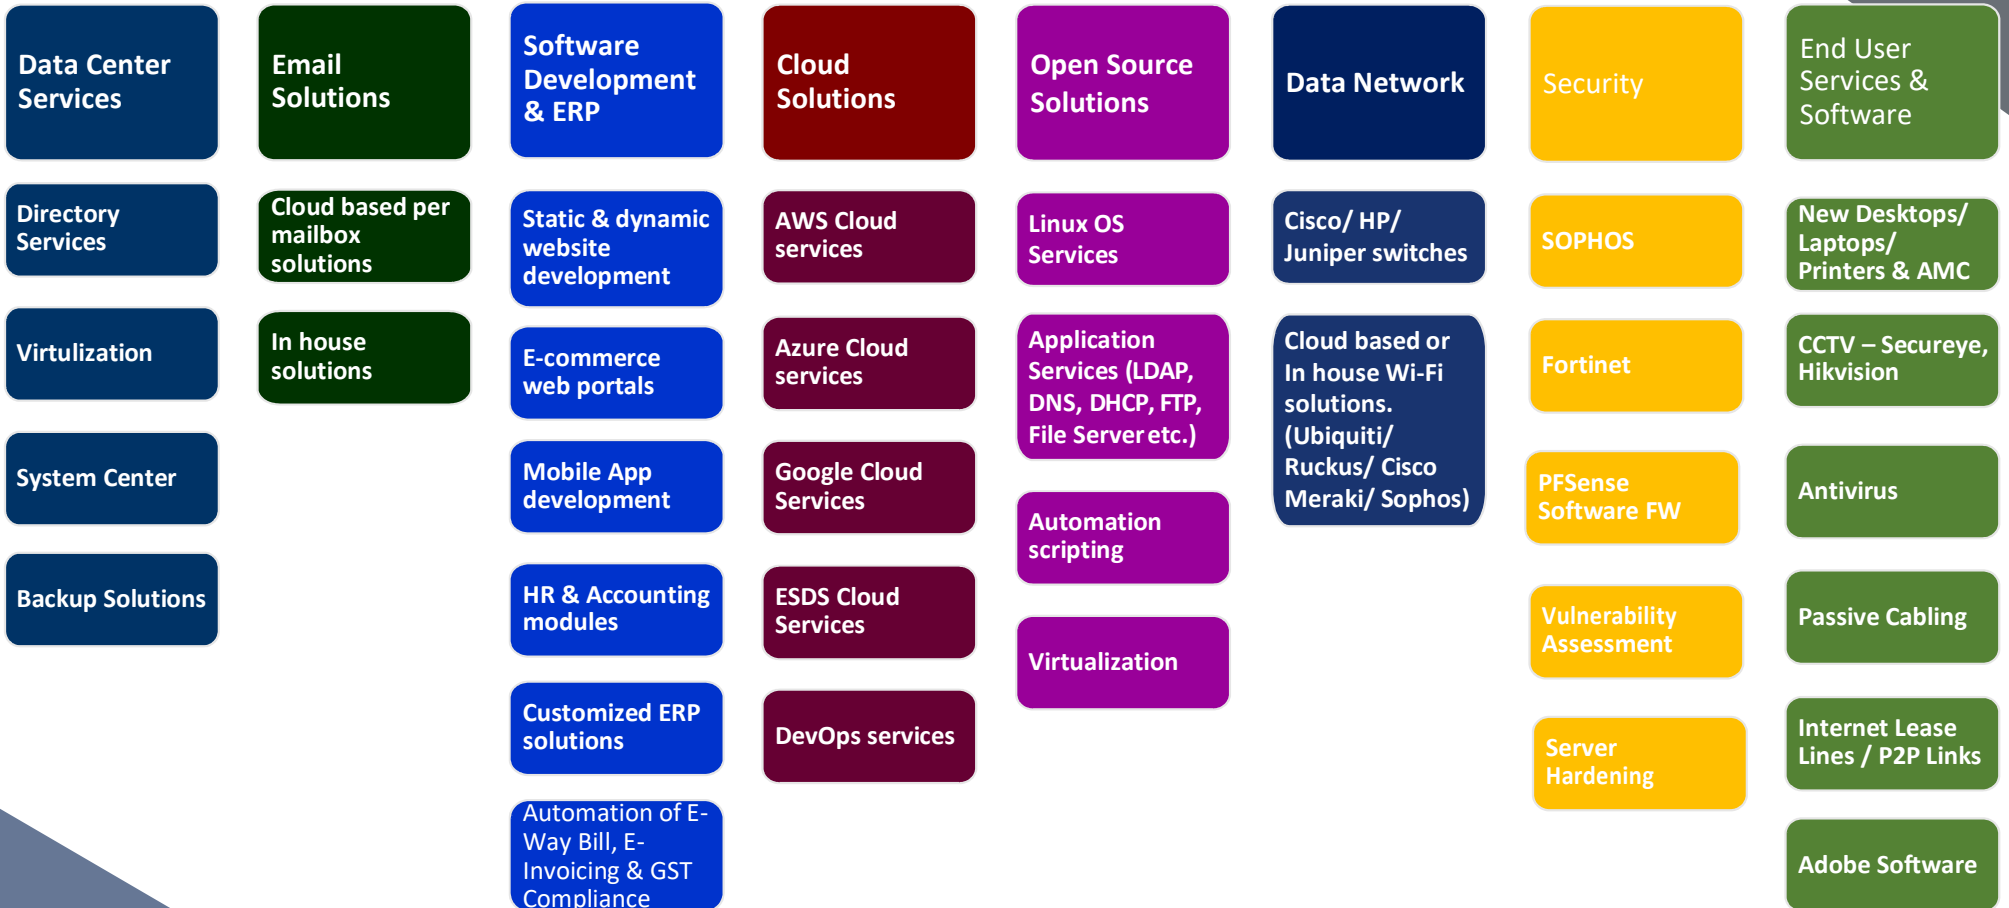 Data Center
Services
Directory
Services
Virtulization
System Center
Backup Solutions
Email
Solutions
Cloud based per
mailbox
solutions
In house
solutions
Software
Development
& ERP
Static & dynamic
website
development
E-commerce
web portals
Mobile App
development
HR & Accounting
modules
Customized ERP
solutions
Automation of E-
Way Bill, E-
Invoicing & GST
Compliance
Cloud
Solutions
AWS Cloud
services
Azure Cloud
services
Google Cloud
Services
ESDS Cloud
Services
DevOps services
Open Source
Solutions
Linux OS
Services
Application
Services (LDAP,
DNS, DHCP, FTP,
File Server etc.)
Automation
scripting
Virtualization
Data Network
Cisco/ HP/
Juniper switches
Cloud based or
In house Wi-Fi
solutions.
(Ubiquiti/
Ruckus/ Cisco
Meraki/ Sophos)
Security
SOPHOS
Fortinet
PFSense
Software FW
Vulnerability
Assessment
Server
Hardening
End User
Services &
Software
New Desktops/
Laptops/
Printers & AMC
CCTV – Secureye,
Hikvision
Antivirus
Passive Cabling
Internet Lease
Lines / P2P Links
Adobe Software